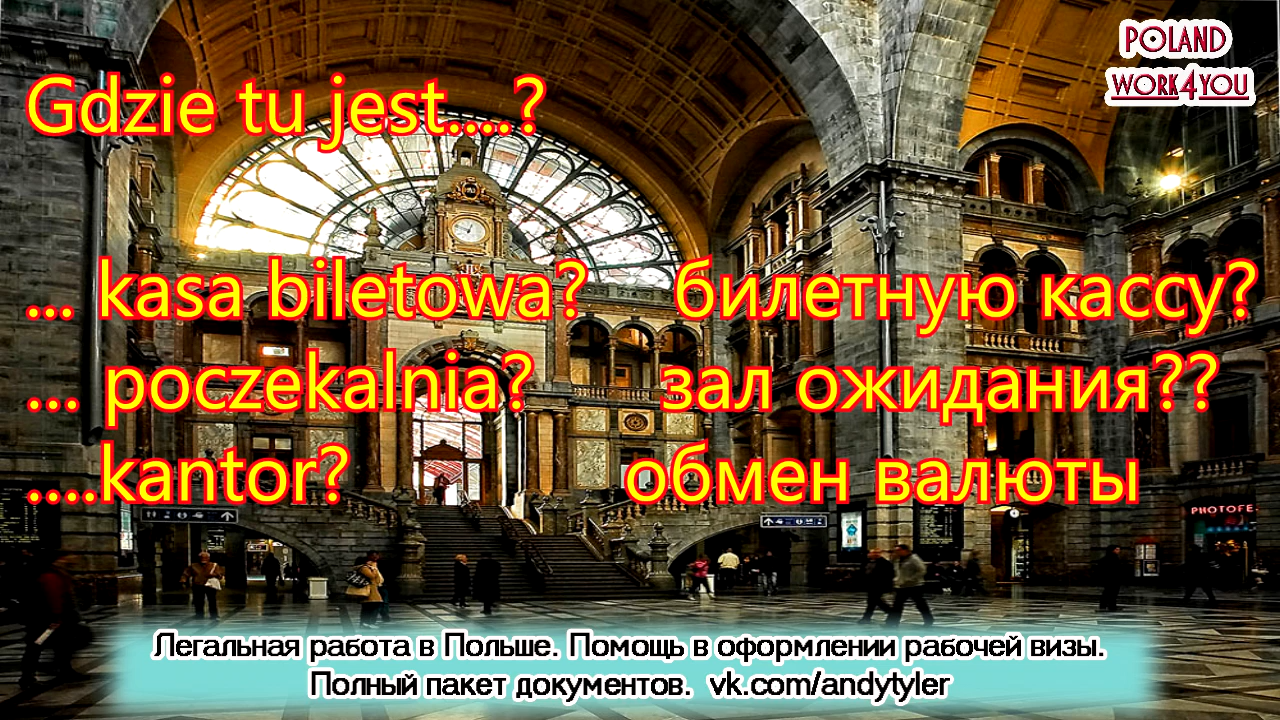 POLAND
WORK4YOU
Gdzie tu jest....?
... kasa biletowa? билетную кассу?
... poczekalnia? зал ожидания??
....kantor? обмен валюты
PHOTOFE
Легальная работа в Польше. Помощь в оформлении рабочей визы.
Полный пакет документов. vk.com/andytyler